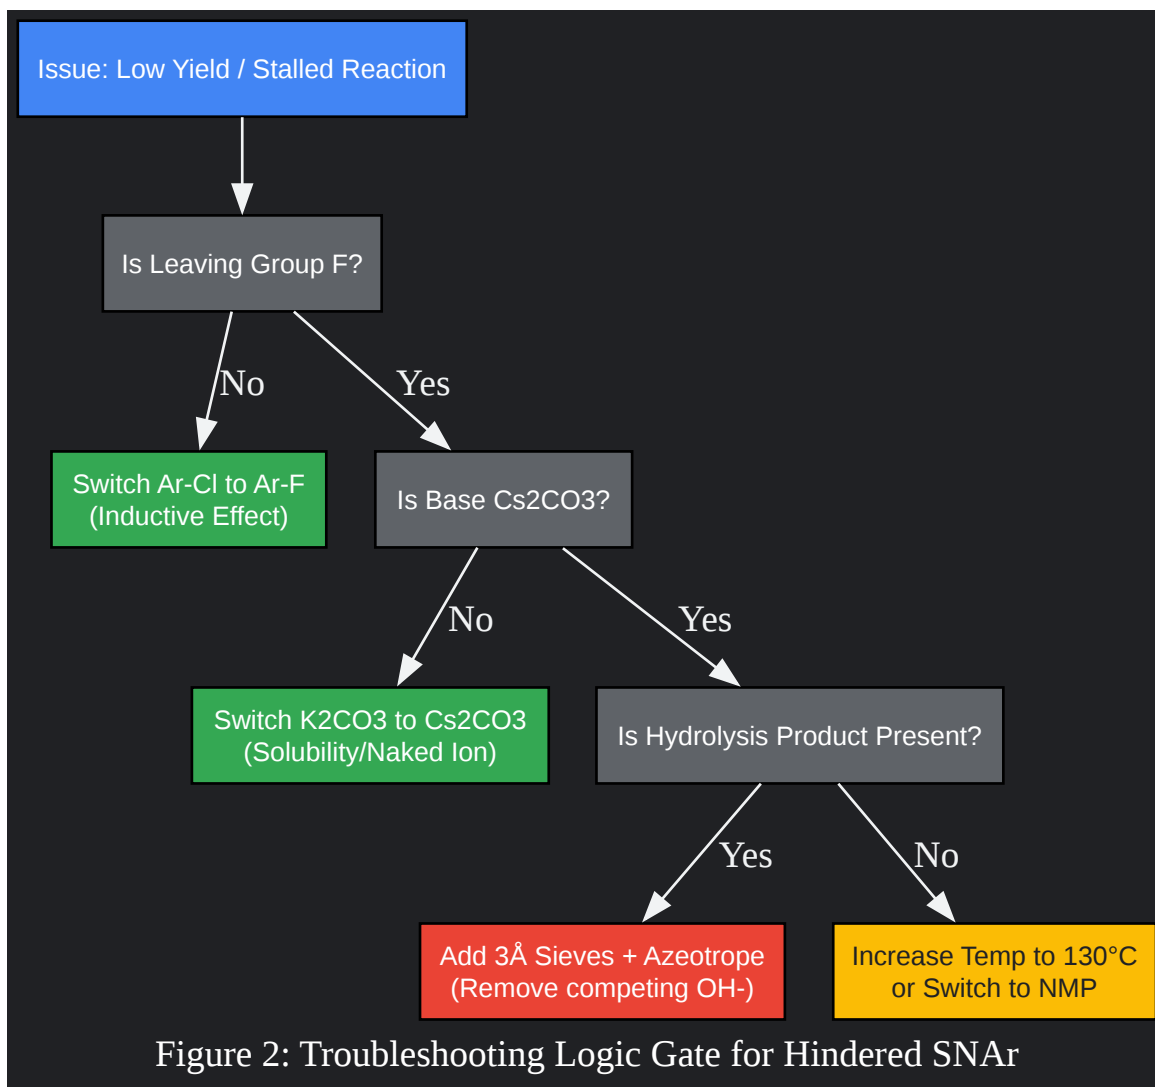 Issue: Low Yield / Stalled Reaction
Is Leaving Group F?
No
Yes
Switch Ar-Cl to Ar-F
(Inductive Effect)
Is Base Cs2CO3?
No
Yes
Switch K2CO3 to Cs2CO3
(Solubility/Naked Ion)
Is Hydrolysis Product Present?
Yes
No
Add 3Å Sieves + Azeotrope
(Remove competing OH-)
Increase Temp to 130°C
or Switch to NMP
Figure 2: Troubleshooting Logic Gate for Hindered SNAr